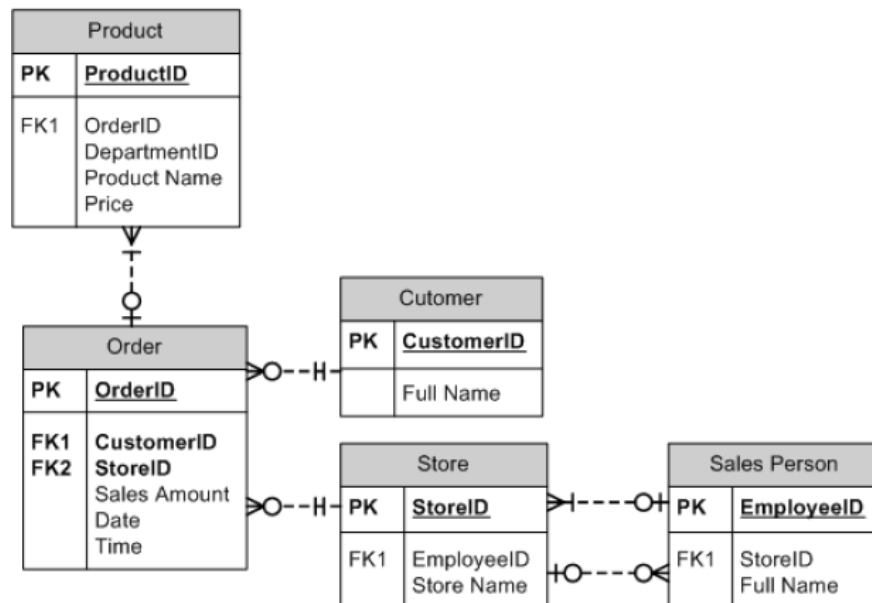 Product
PK ProductID
FK1 OrderID
DepartmentID
Product Name
Price
Order
PK OrderID
FK1 CustomerID
FK2 StoreID
Sales Amount
Date
Time
Cutomer
PK CustomerID
Full Name
Store
PK StoreID
FK1 EmployeeID
Store Name
Sales Person
PK EmployeeID
FK1 StoreID
Full Name